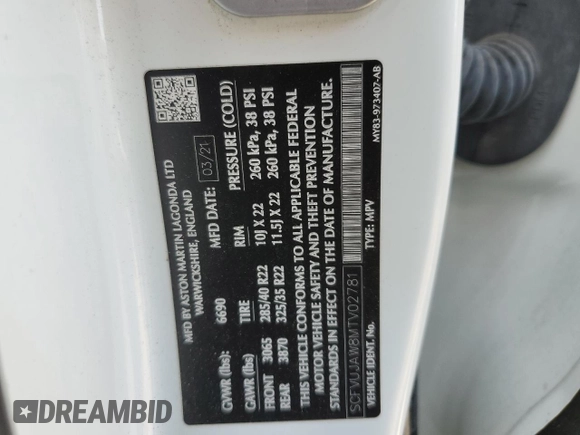 MFD BY ASTON MARTIN LAGONDA LTD
WARWICKSHIRE, ENGLAND
GVWR (lbs): 6690 MFD DATE: 03/21
GAWR (lbs) TIRE RIM PRESSURE (COLD)
FRONT 3065 285/40 R22 10J X 22 260 kPa, 38 PSI
REAR 3870 325/35 R22 11.5J X 22 260 kPa, 38 PSI
THIS VEHICLE CONFORMS TO ALL APPLICABLE FEDERAL
MOTOR VEHICLE SAFETY AND THEFT PREVENTION
STANDARDS IN EFFECT ON THE DATE OF MANUFACTURE.
SCFVUJAW8MTV02781
VEHICLE IDENT. No. TYPE: MPV
MY83-973407-AB
DREAMBID